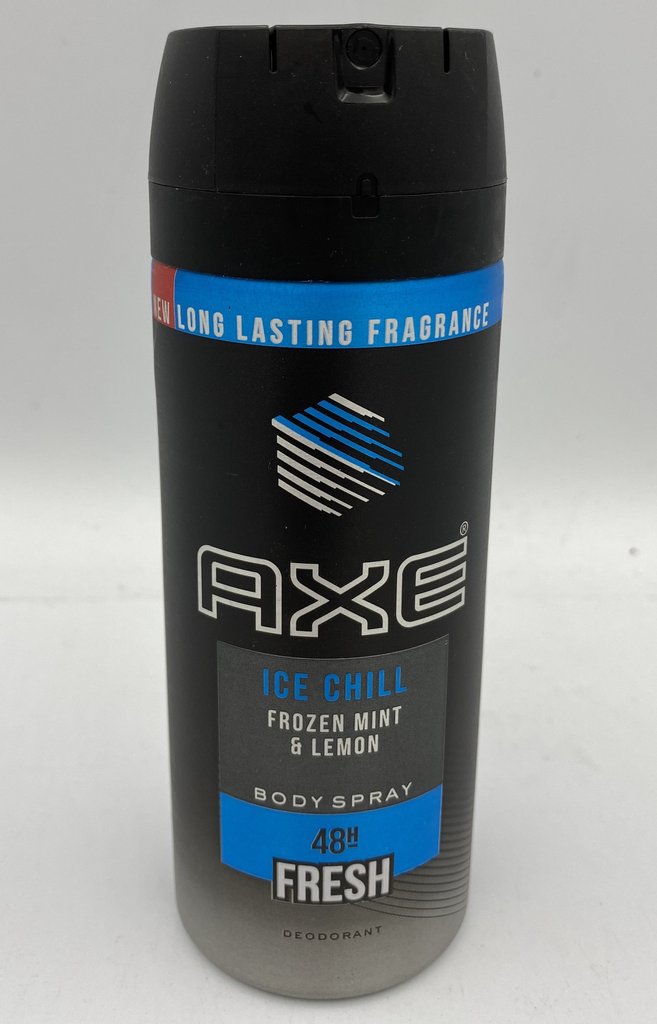 NEW LONG LASTING FRAGRANCE
AXE®
ICE CHILL
FROZEN MINT
& LEMON
BODY SPRAY
48H
FRESH
DEODORANT